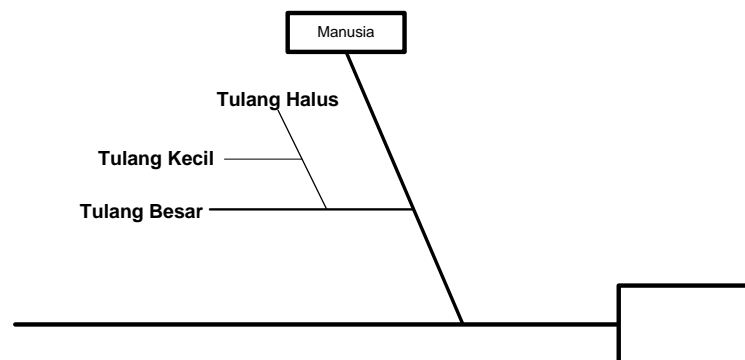 Manusia
Tulang Halus
Tulang Kecil
Tulang Besar